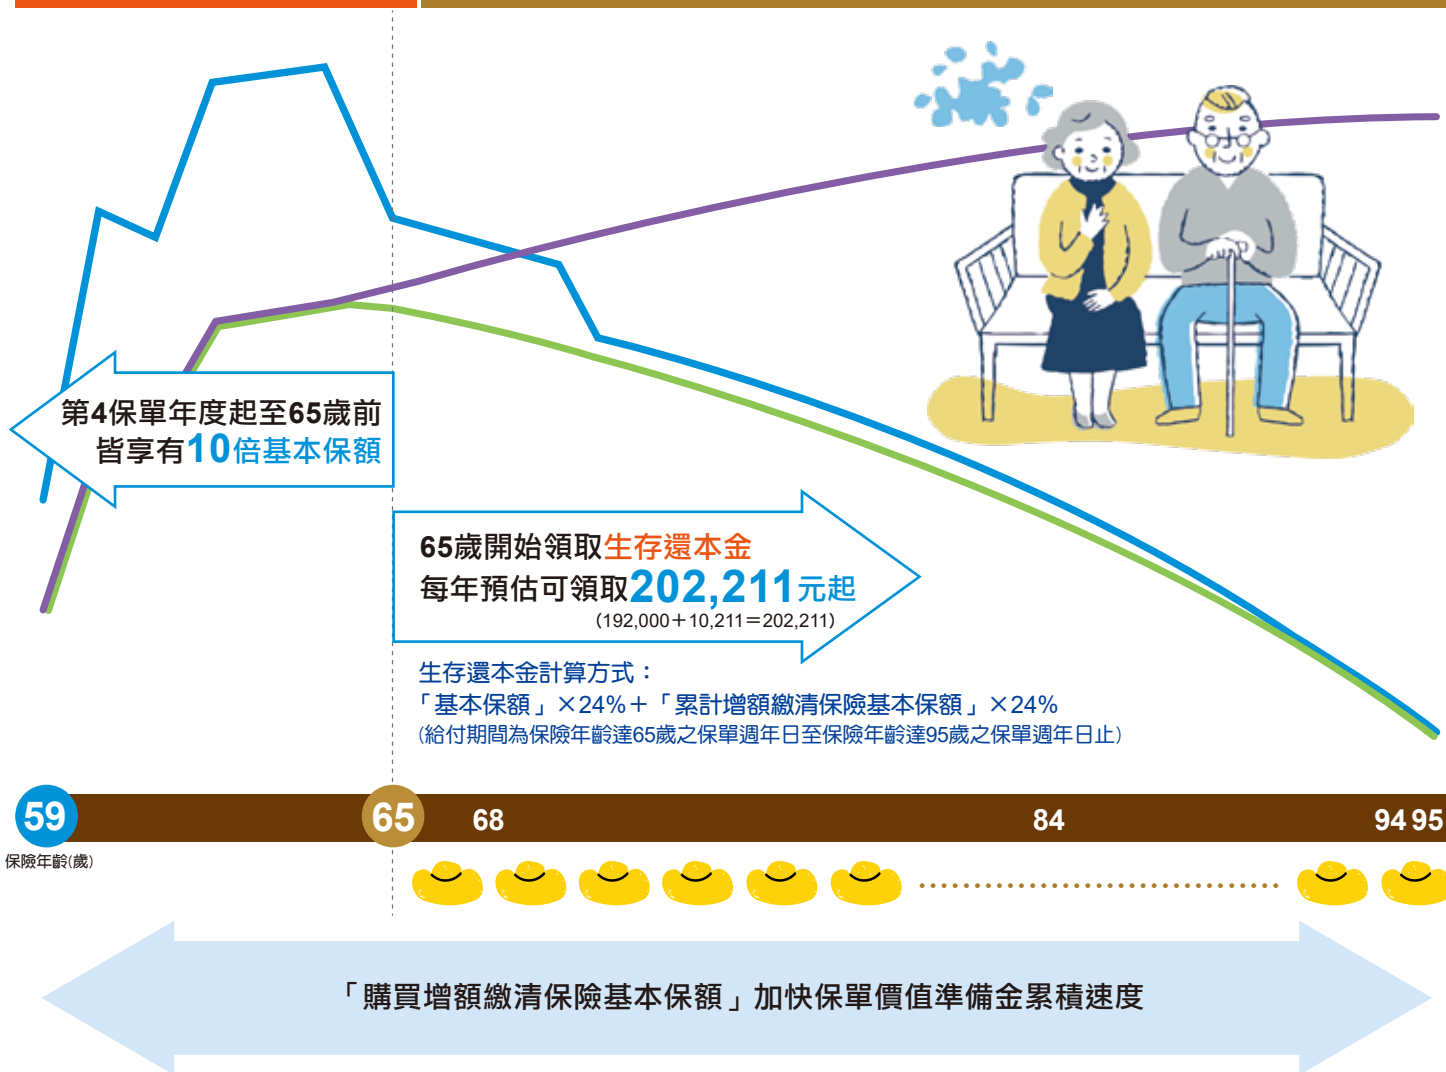 第4保單年度起至65歲前
皆享有10倍基本保額
65歲開始領取生存還本金
每年預估可領取202,211元起
(192,000＋10,211＝202,211)
生存還本金計算方式：
「基本保額」×24%＋「累計增額繳清保險基本保額」×24%
(給付期間為保險年齡達65歲之保單週年日至保險年齡達95歲之保單週年日止)
59 65 68 84 94 95
保險年齡(歲)
「購買增額繳清保險基本保額」加快保單價值準備金累積速度